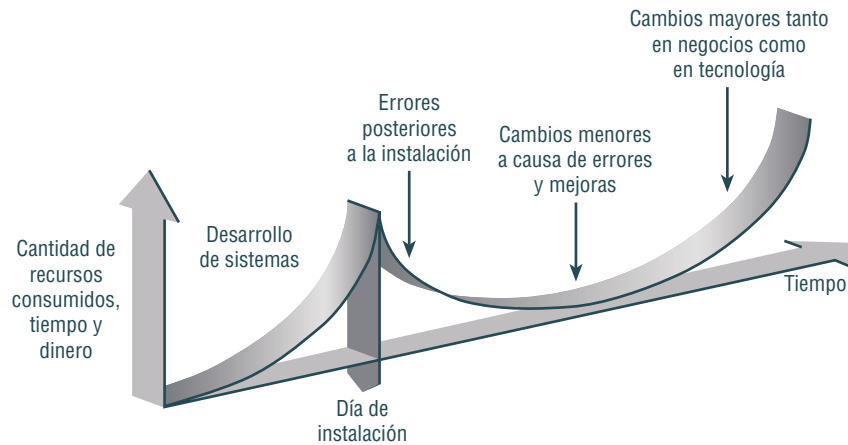 Cambios mayores tanto
en negocios como
en tecnología
Errores
posteriores
a la instalación
Cambios menores
a causa de errores
y mejoras
Desarrollo
de sistemas
Cantidad de
recursos
consumidos,
tiempo y
dinero
Tiempo
Día de
instalación